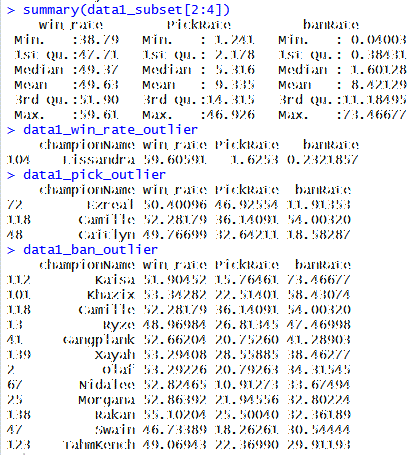 > summary(data1_subset[2:4])
win_rate PickRate banRate
Min. :38.79 Min. : 1.241 Min. : 0.04003
1st Qu.:47.71 1st Qu.: 2.178 1st Qu.: 0.38431
Median :49.37 Median : 5.316 Median : 1.60128
Mean :49.63 Mean : 9.335 Mean : 8.42129
3rd Qu.:51.90 3rd Qu.:14.315 3rd Qu.:11.18495
Max. :59.61 Max. :46.926 Max. :73.46677
> data1_win_rate_outlier
championName win_rate PickRate banRate
104 Lissandra 59.60591 1.6253 0.2321857
> data1_pick_outlier
championName win_rate PickRate banRate
72 Ezreal 50.40096 46.92554 11.91353
118 Camille 52.28179 36.14091 54.00320
48 Caitlyn 49.76699 32.64211 18.58287
> data1_ban_outlier
championName win_rate PickRate banRate
112 Kaisa 51.90452 15.76461 73.46677
101 Khazix 53.34282 22.51401 58.43074
118 Camille 52.28179 36.14091 54.00320
13 Ryze 48.96984 26.81345 47.46998
41 Gangplank 52.66204 20.75260 41.28903
139 Xayah 53.29408 28.55885 38.46277
2 Olaf 53.29226 20.79263 34.31545
67 Nidalee 52.82465 10.91273 33.67494
25 Morgana 52.86392 21.94556 32.80224
138 Rakan 55.10204 25.50040 32.36189
47 Swain 46.73389 18.26261 30.54444
123 TahmKench 49.06943 22.36990 29.91193